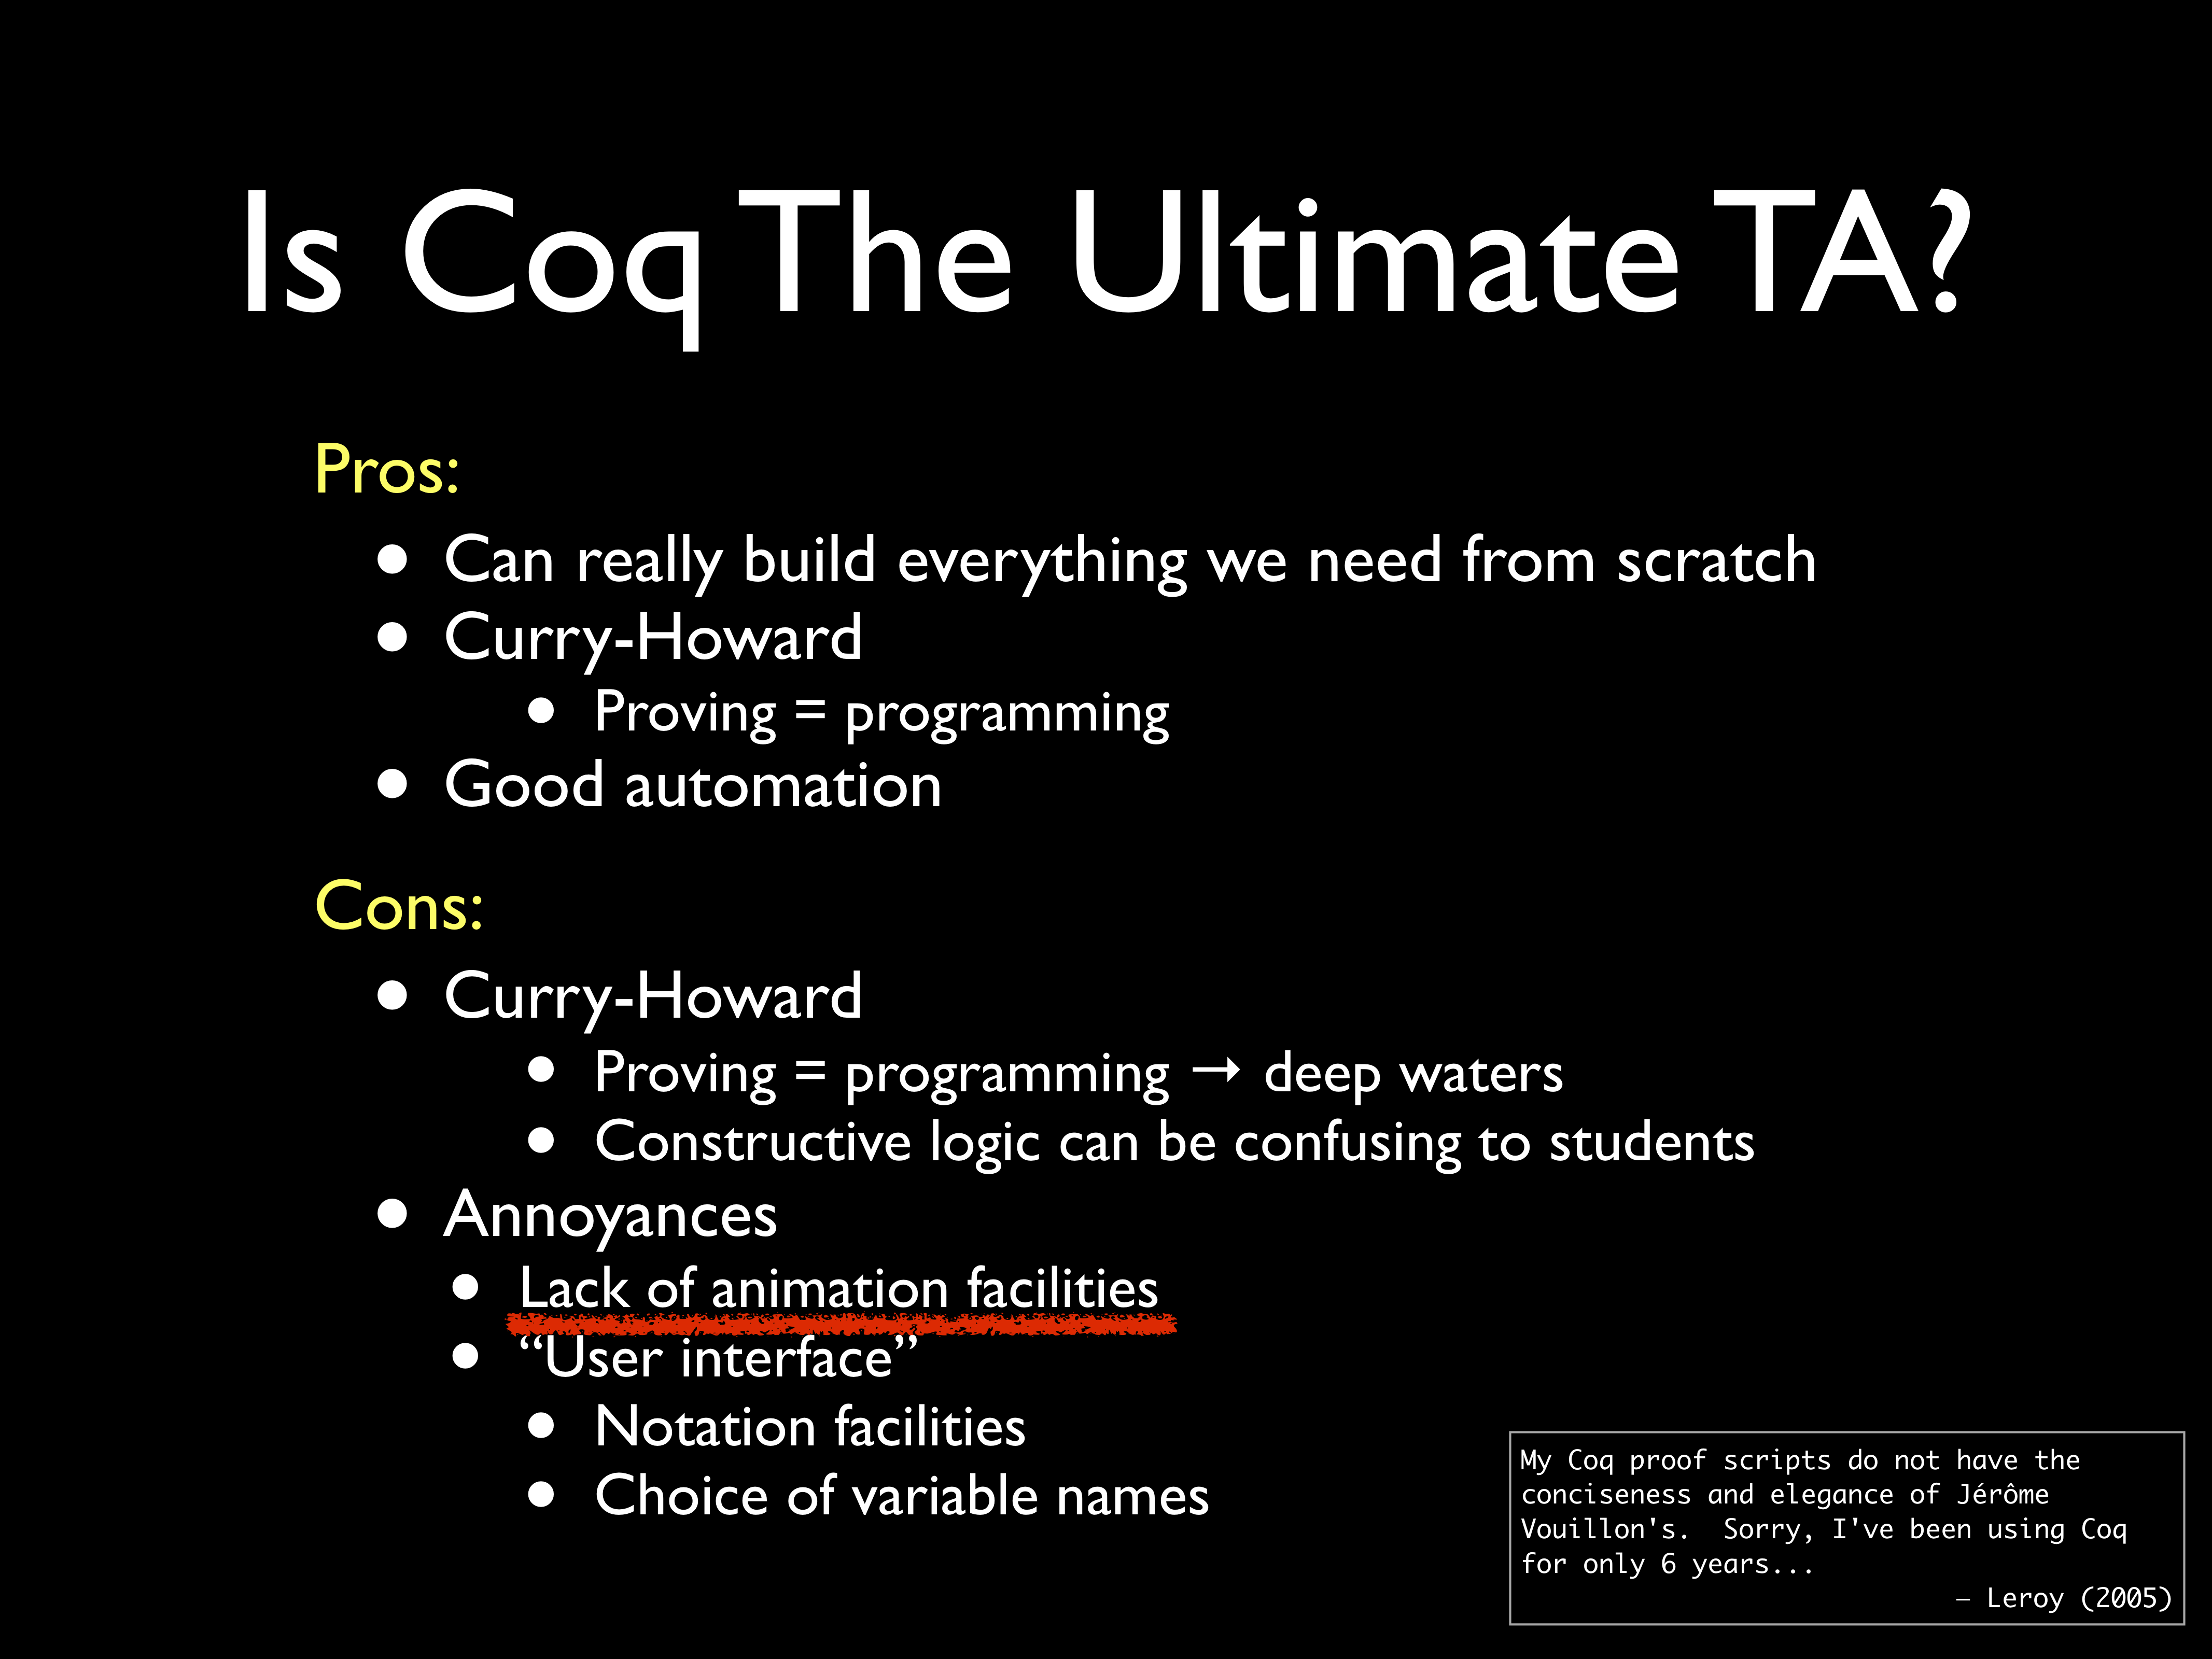 Is Coq The Ultimate TA?
Pros:
• Can really build everything we need from scratch
• Curry-Howard
• Proving = programming
• Good automation
Cons:
• Curry-Howard
• Proving = programming → deep waters
• Constructive logic can be confusing to students
• Annoyances
• Lack of animation facilities
• “User interface”
• Notation facilities
• Choice of variable names
My Coq proof scripts do not have the
conciseness and elegance of Jérôme
Vouillon's.  Sorry, I've been using Coq
for only 6 years...
– Leroy (2005)